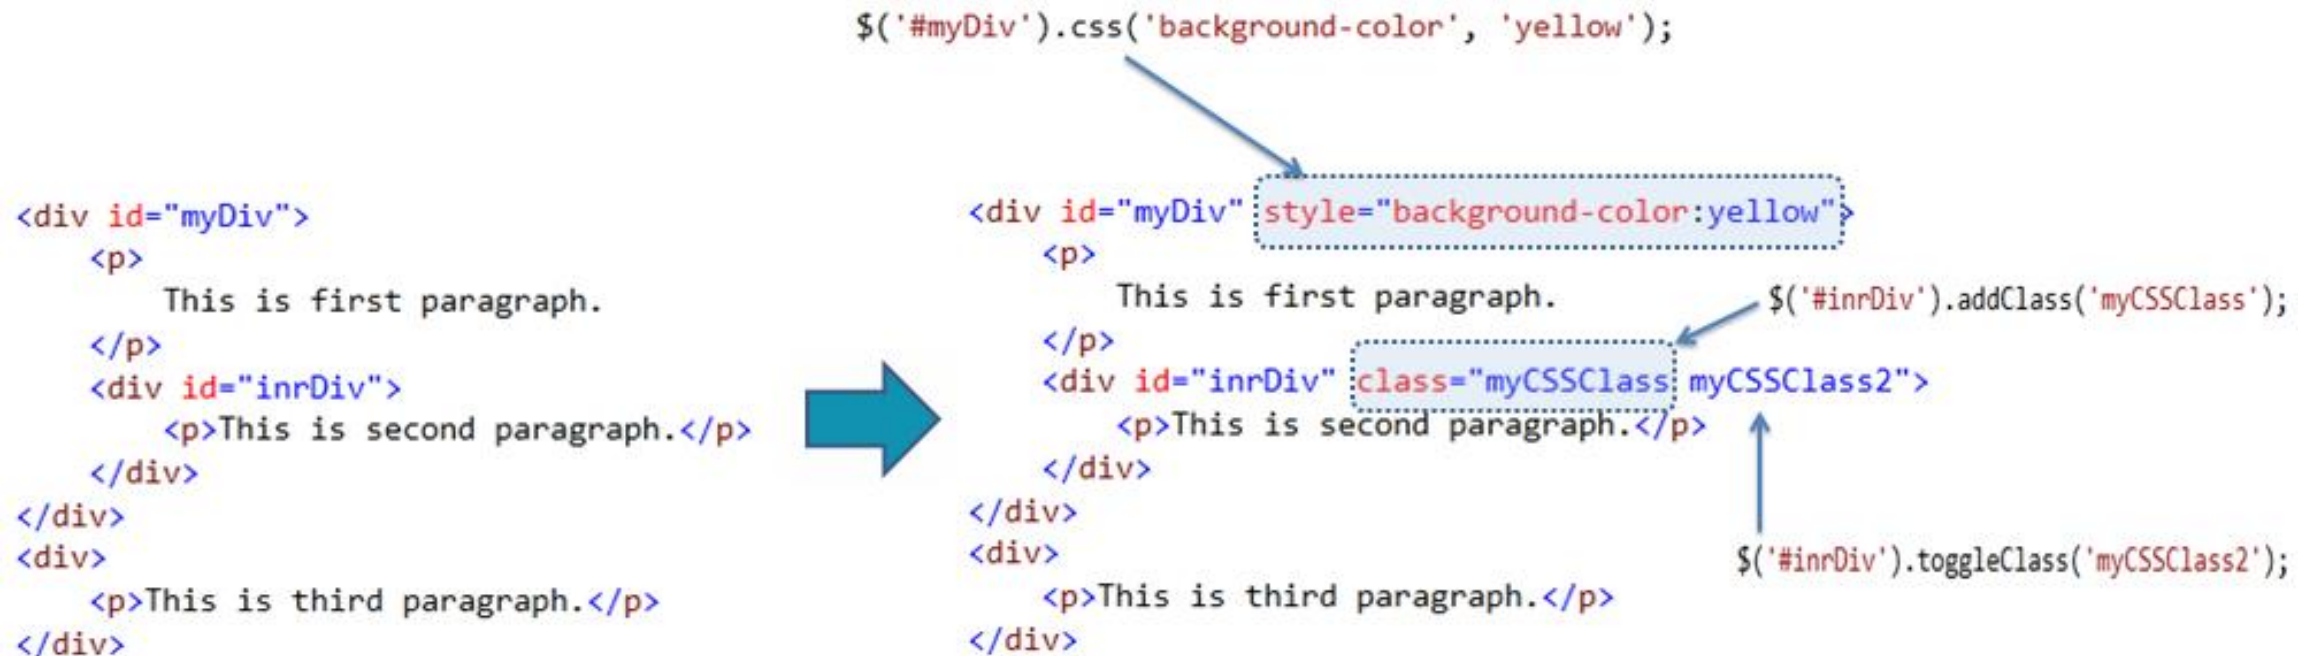 $('#myDiv').css('background-color', 'yellow');
<div id="myDiv">
    <p>
        This is first paragraph.
    </p>
    <div id="inrDiv">
        <p>This is second paragraph.</p>
    </div>
</div>
<div>
    <p>This is third paragraph.</p>
</div>
<div id="myDiv" style="background-color:yellow">
    <p>
        This is first paragraph.
    </p>
    <div id="inrDiv" class="myCSSClass myCSSClass2">
        <p>This is second paragraph.</p>
    </div>
</div>
<div>
    <p>This is third paragraph.</p>
</div>
$('#inrDiv').addClass('myCSSClass');
$('#inrDiv').toggleClass('myCSSClass2');